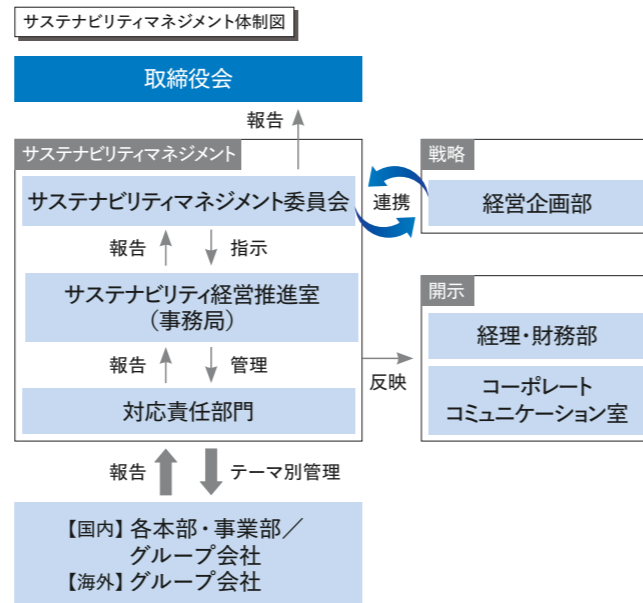 サステナビリティマネジメント体制図
取締役会
報告
サステナビリティマネジメント
サステナビリティマネジメント委員会
連携
戦略
経営企画部
報告
指示
サステナビリティ経営推進室
(事務局)
開示
経理・財務部
報告
管理
反映
コーポレート
コミュニケーション室
対応責任部門
報告
テーマ別管理
【国内】各本部・事業部／
グループ会社
【海外】グループ会社